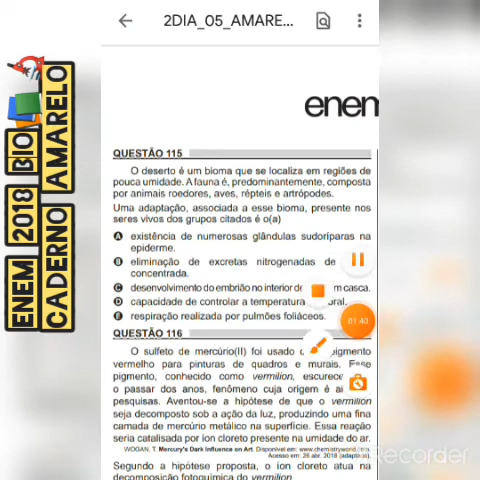 2DIA_05_AMARE...
ENEM 2018 BIO
CADERNO AMARELO
enem
QUESTÃO 115
O deserto é um bioma que se localiza em regiões de
pouca umidade. A fauna é, predominantemente, composta
por animais roedores, aves, répteis e artrópodes.
Uma adaptação, associada a esse bioma, presente nos
seres vivos dos grupos citados é o(a)
A existência de numerosas glândulas sudoríparas na
epiderme.
B eliminação de excretas nitrogenadas de
concentrada.
C desenvolvimento do embrião no interior de m casca.
D capacidade de controlar a temperatura ral.
E respiração realizada por pulmões foliáceos.
01:40
QUESTÃO 116
O sulfeto de mercúrio(II) foi usado pigmento
vermelho para pinturas de quadros e murais. Esse
pigmento, conhecido como vermilion, escurece
o passar dos anos, fenômeno cuja origem é
pesquisas. Aventou-se a hipótese de que o vermilion
seja decomposto sob a ação da luz, produzindo uma fina
camada de mercúrio metálico na superfície. Essa reação
seria catalisada por íon cloreto presente na umidade do ar.
WOGAN, T. Mercury's Dark Influence on Art. Disponível em: www.chemistryworld.
Acesso em: 26 abr. 2018 (adaptado).
Recorder
Segundo a hipótese proposta, o íon cloreto atua na
decomposição fotoquímica do vermilion